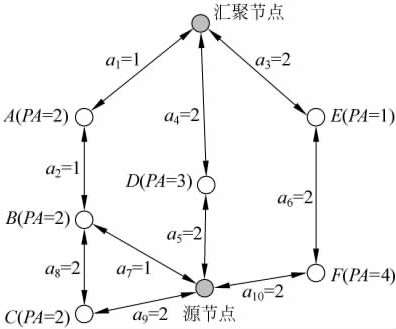 汇聚节点
a1=1
a3=2
A(PA=2)
a4=2
E(PA=1)
a2=1
D(PA=3)
a6=2
B(PA=2)
a5=2
a8=2
a7=1
F(PA=4)
C(PA=2)
a9=2
源节点
a10=2